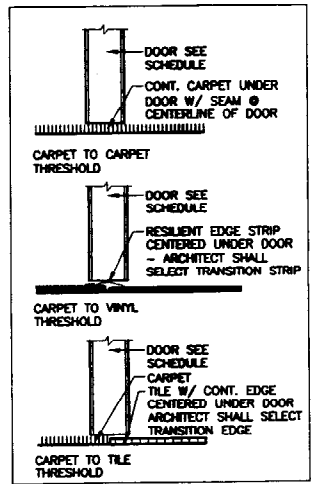 DOOR SEE
SCHEDULE
CONT. CARPET UNDER
DOOR W/ SEAM @
CENTERLINE OF DOOR
CARPET TO CARPET
THRESHOLD
DOOR SEE
SCHEDULE
RESILIENT EDGE STRIP
CENTERED UNDER DOOR
- ARCHITECT SHALL
SELECT TRANSITION STRIP
CARPET TO VINYL
THRESHOLD
DOOR SEE
SCHEDULE
CARPET
TILE W/ CONT. EDGE
CENTERED UNDER DOOR
ARCHITECT SHALL SELECT
TRANSITION EDGE
CARPET TO TILE
THRESHOLD